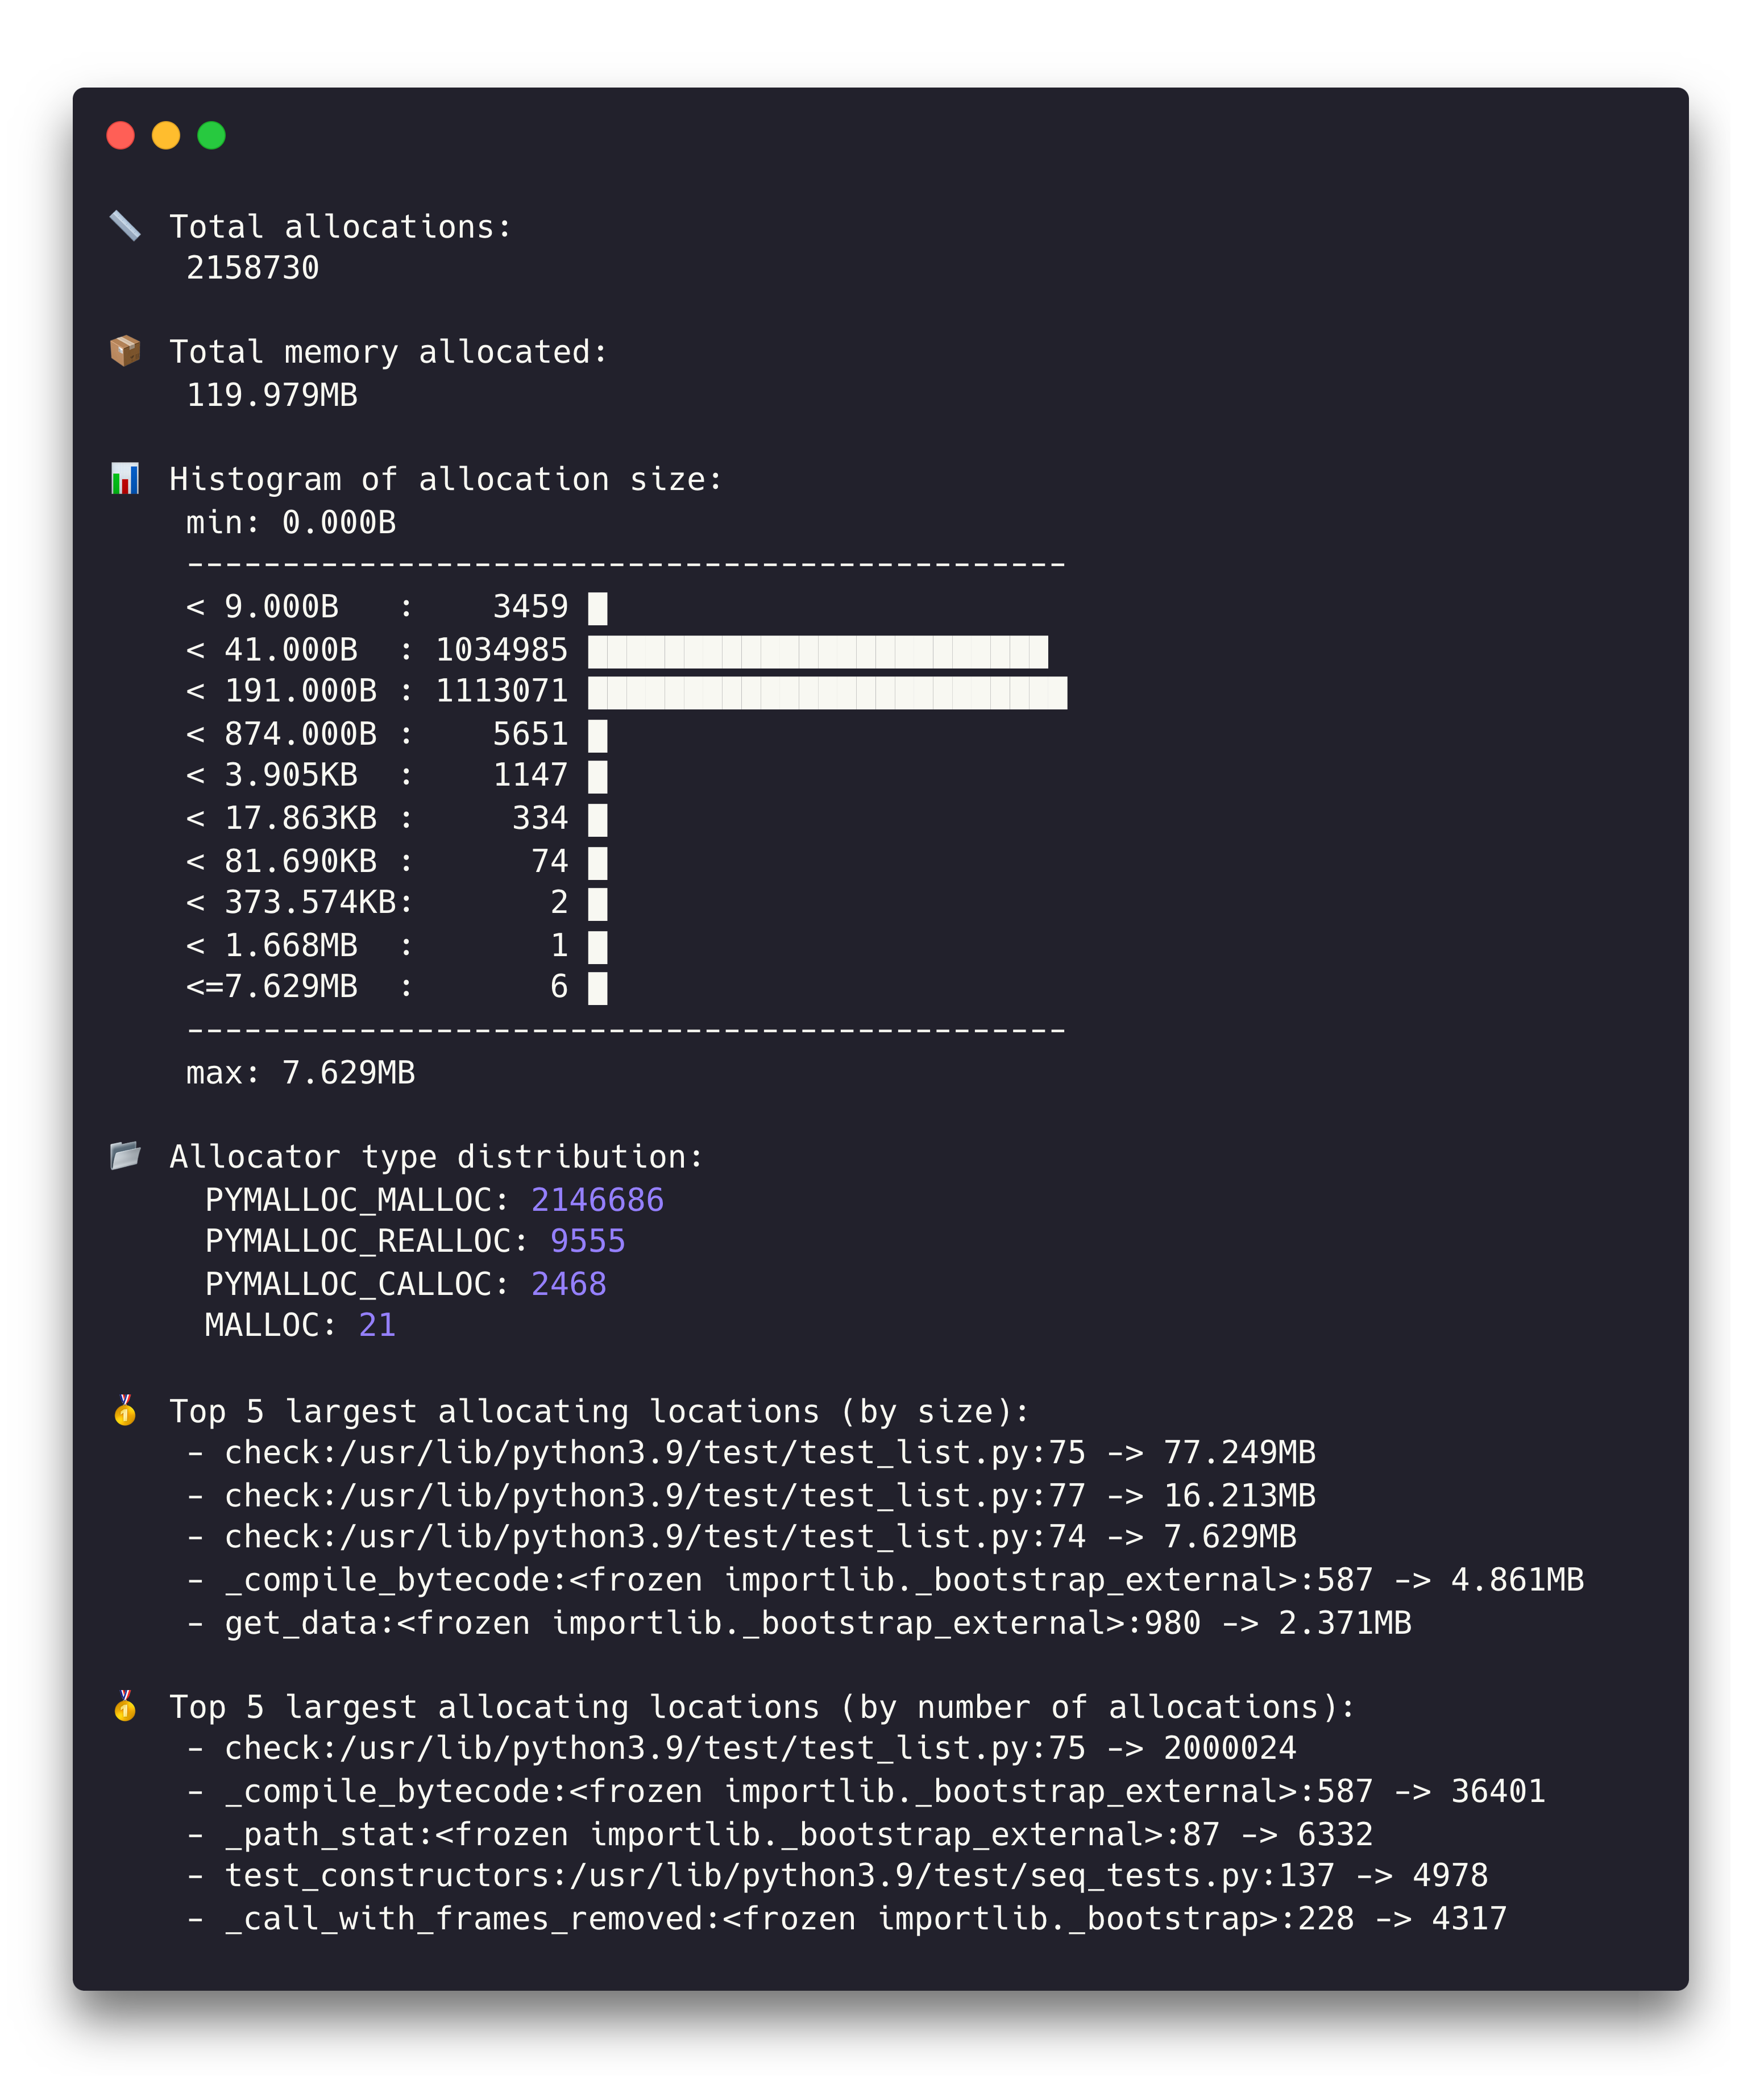 📏 Total allocations:
2158730
📦 Total memory allocated:
119.979MB
📊 Histogram of allocation size:
min: 0.000B
----------------------------------------------
< 9.000B   :    3459 █
< 41.000B  : 1034985 ████████████████████████
< 191.000B : 1113071 █████████████████████████
< 874.000B :    5651 █
< 3.905KB  :    1147 █
< 17.863KB :     334 █
< 81.690KB :      74 █
< 373.574KB:       2 █
< 1.668MB  :       1 █
<=7.629MB  :       6 █
----------------------------------------------
max: 7.629MB
📂 Allocator type distribution:
PYMALLOC_MALLOC: 2146686
PYMALLOC_REALLOC: 9555
PYMALLOC_CALLOC: 2468
MALLOC: 21
🥇 Top 5 largest allocating locations (by size):
- check:/usr/lib/python3.9/test/test_list.py:75 -> 77.249MB
- check:/usr/lib/python3.9/test/test_list.py:77 -> 16.213MB
- check:/usr/lib/python3.9/test/test_list.py:74 -> 7.629MB
- _compile_bytecode:<frozen importlib._bootstrap_external>:587 -> 4.861MB
- get_data:<frozen importlib._bootstrap_external>:980 -> 2.371MB
🥇 Top 5 largest allocating locations (by number of allocations):
- check:/usr/lib/python3.9/test/test_list.py:75 -> 2000024
- _compile_bytecode:<frozen importlib._bootstrap_external>:587 -> 36401
- _path_stat:<frozen importlib._bootstrap_external>:87 -> 6332
- test_constructors:/usr/lib/python3.9/test/seq_tests.py:137 -> 4978
- _call_with_frames_removed:<frozen importlib._bootstrap>:228 -> 4317